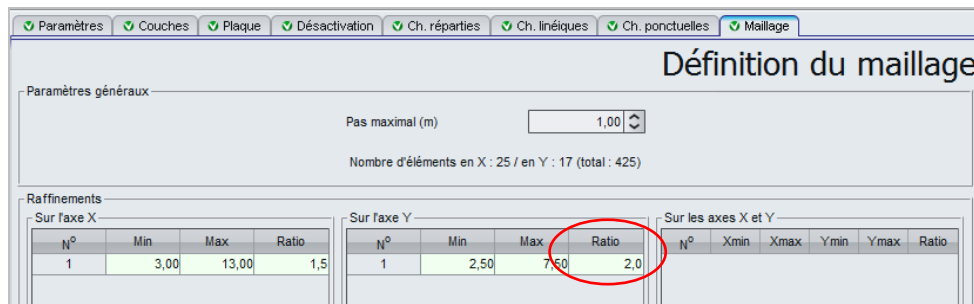 Paramètres Couches Plaque Désactivation Ch. réparties Ch. linéiques Ch. ponctuelles Maillage
Définition du maillage
Paramètres généraux
Pas maximal (m) 1,00
Nombre d'éléments en X : 25 / en Y : 17 (total : 425)
Raffinements
Sur l'axe X Sur l'axe Y Sur les axes X et Y
N° Min Max Ratio N° Min Max Ratio N° Xmin Xmax Ymin Ymax Ratio
1 3,00 13,00 1,5 1 2,50 7,50 2,0